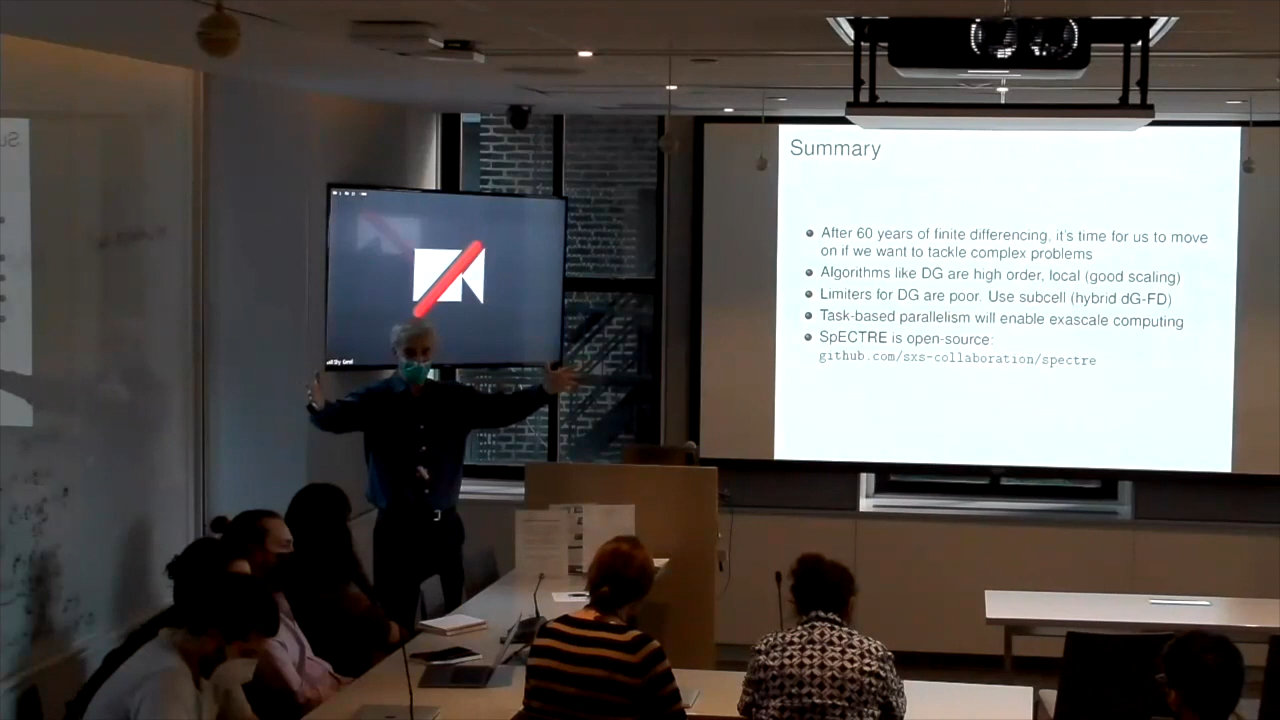 Summary
After 60 years of finite differencing, it's time for us to move
on if we want to tackle complex problems
Algorithms like DG are high order, local (good scaling)
Limiters for DG are poor. Use subcell (hybrid dG-FD)
Task-based parallelism will enable exascale computing
SpECTRE is open-source:
github.com/sxs-collaboration/spectre